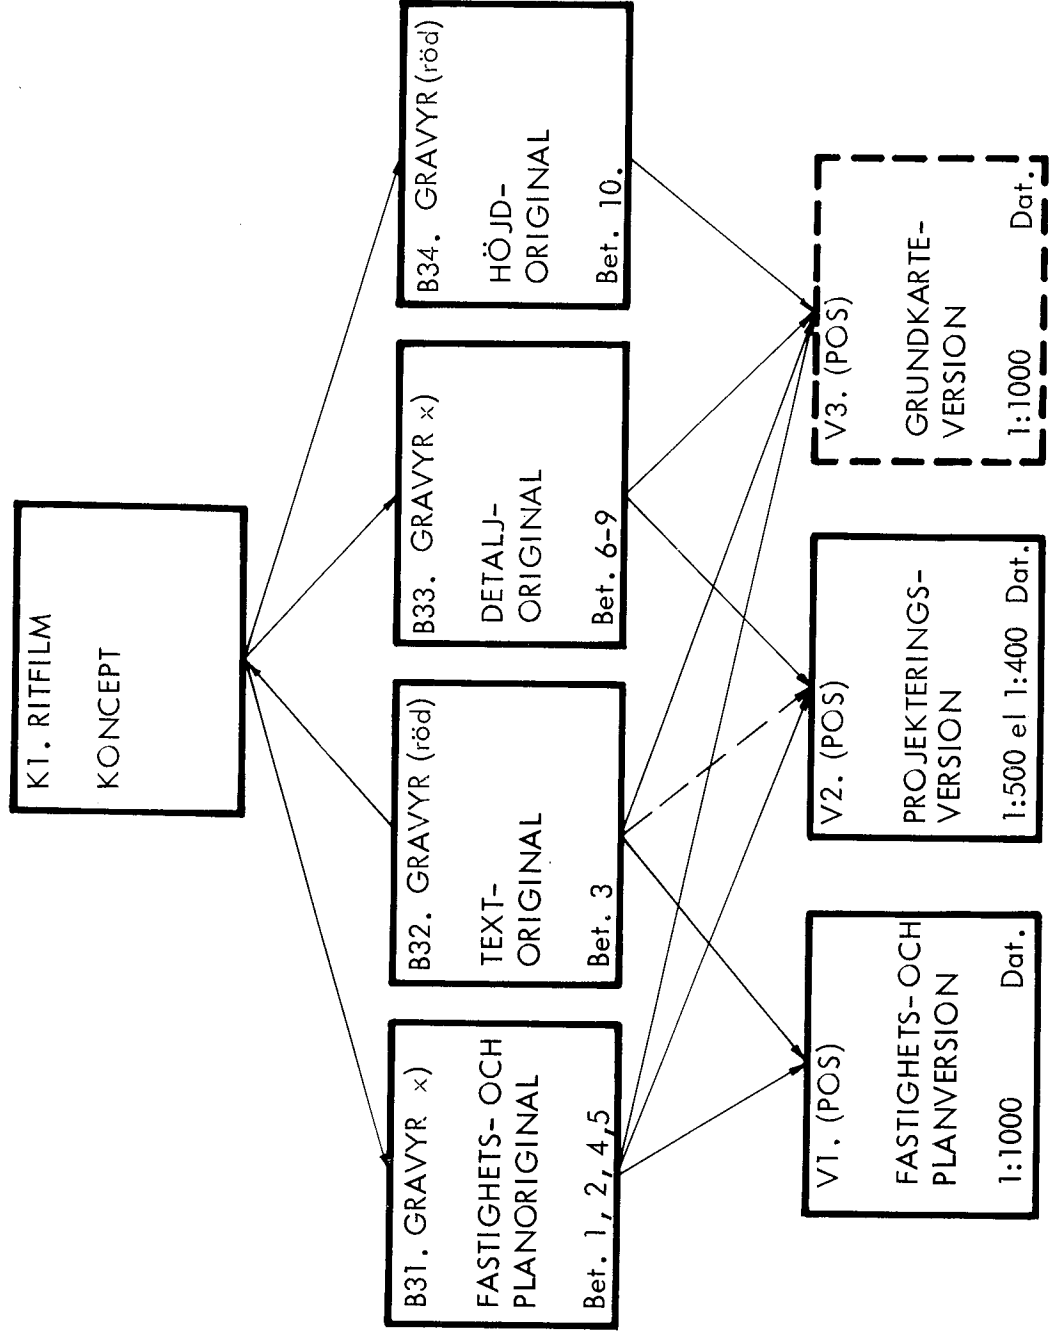 K1. RITFILM
KONCEPT
B31. GRAVYR x)
FASTIGHETS- OCH
PLANORIGINAL
Bet. 1, 2, 4,5
B32. GRAVYR (röd)
TEXT-
ORIGINAL
Bet. 3
B33. GRAVYR x)
DETALJ-
ORIGINAL
Bet. 6-9
B34. GRAVYR (röd)
HÖJD-
ORIGINAL
Bet. 10.
V1. (POS)
FASTIGHETS- OCH
PLANVERSION
1:1000 Dat.
V2. (POS)
PROJEKTERINGS-
VERSION
1:500 el 1:400 Dat.
V3. (POS)
GRUNDKARTE-
VERSION
1:1000 Dat.